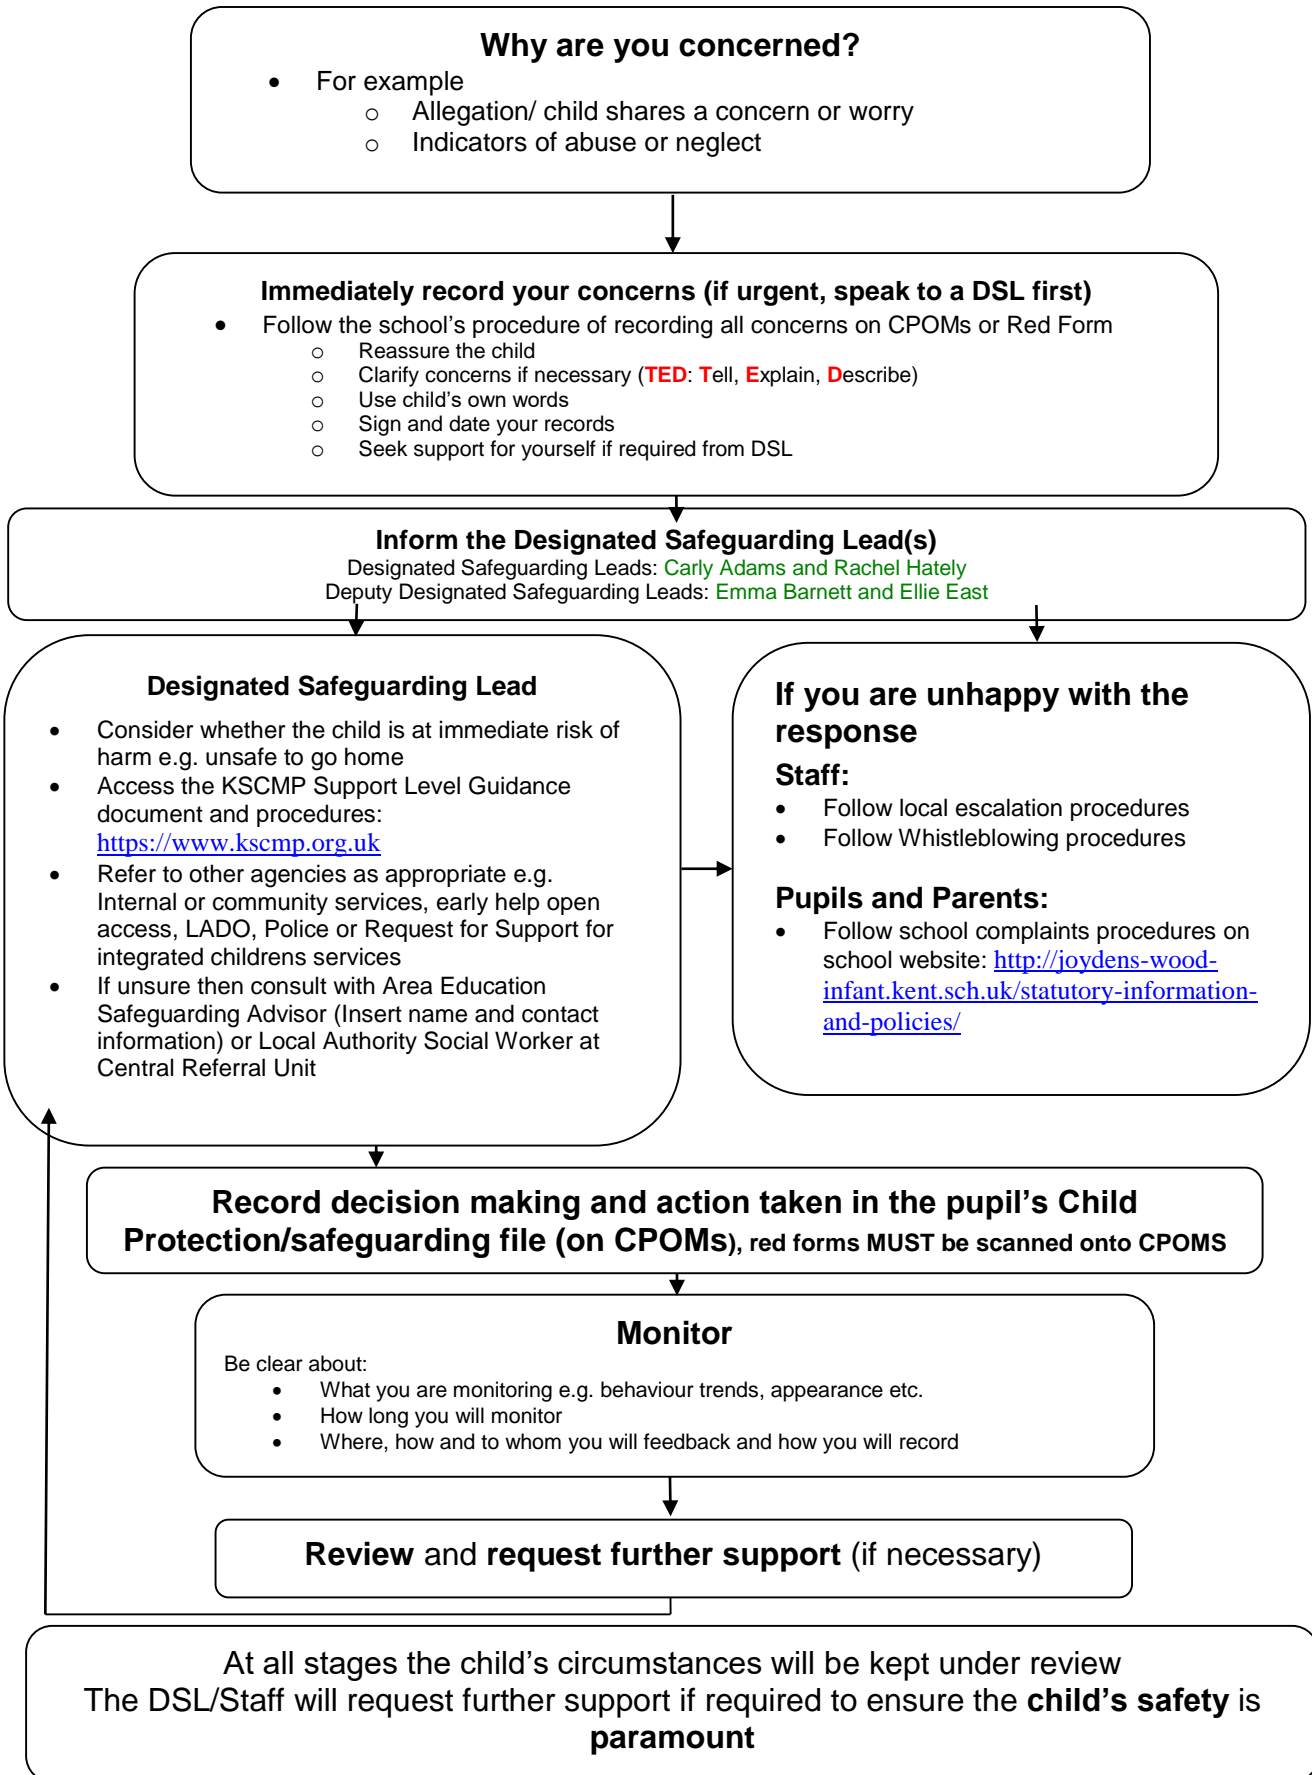 Why are you concerned?
• For example
o Allegation/ child shares a concern or worry
o Indicators of abuse or neglect
Immediately record your concerns (if urgent, speak to a DSL first)
• Follow the school’s procedure of recording all concerns on CPOMs or Red Form
o Reassure the child
o Clarify concerns if necessary (TED: Tell, Explain, Describe)
o Use child’s own words
o Sign and date your records
o Seek support for yourself if required from DSL
Inform the Designated Safeguarding Lead(s)
Designated Safeguarding Leads: Carly Adams and Rachel Hately
Deputy Designated Safeguarding Leads: Emma Barnett and Ellie East
Designated Safeguarding Lead
• Consider whether the child is at immediate risk of
harm e.g. unsafe to go home
• Access the KSCMP Support Level Guidance
document and procedures:
https://www.kscmp.org.uk
• Refer to other agencies as appropriate e.g.
Internal or community services, early help open
access, LADO, Police or Request for Support for
integrated childrens services
• If unsure then consult with Area Education
Safeguarding Advisor (Insert name and contact
information) or Local Authority Social Worker at
Central Referral Unit
If you are unhappy with the
response
Staff:
• Follow local escalation procedures
• Follow Whistleblowing procedures
Pupils and Parents:
• Follow school complaints procedures on
school website: http://joydens-wood-
infant.kent.sch.uk/statutory-information-
and-policies/
Record decision making and action taken in the pupil’s Child
Protection/safeguarding file (on CPOMs), red forms MUST be scanned onto CPOMS
Monitor
Be clear about:
• What you are monitoring e.g. behaviour trends, appearance etc.
• How long you will monitor
• Where, how and to whom you will feedback and how you will record
Review and request further support (if necessary)
At all stages the child’s circumstances will be kept under review
The DSL/Staff will request further support if required to ensure the child’s safety is
paramount